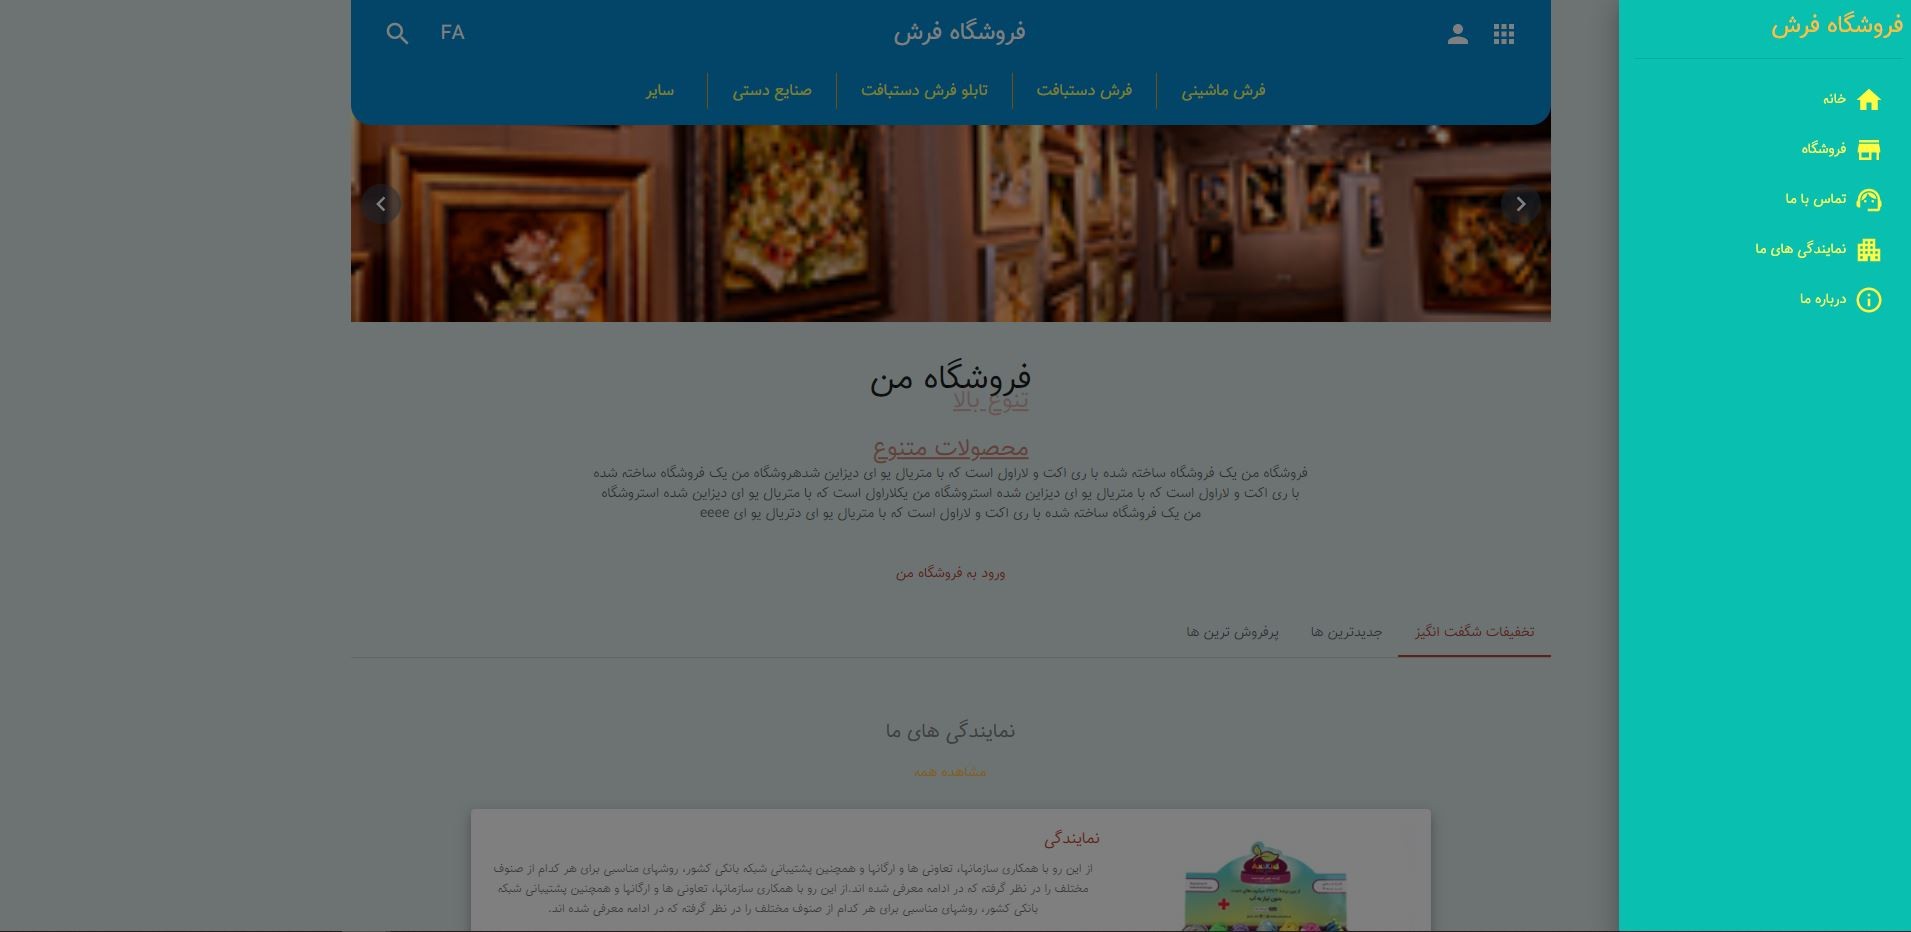 فروشگاه فرش
خانه
فروشگاه
تماس با ما
نمایندگی های ما
درباره ما
فروشگاه فرش
FA
فرش ماشینی
فرش دستبافت
تابلو فرش دستبافت
صنایع دستی
سایر
فروشگاه من
تنوع بالا
محصولات متنوع
فروشگاه من یک فروشگاه ساخته شده با ری اکت و لاراول است که با متریال یو ای دیزاین شدهروشگاه من یک فروشگاه ساخته شده
با ری اکت و لاراول است که با متریال یو ای دیزاین شده استروشگاه من یکلاراول است که با متریال یو ای دیزاین شده استروشگاه
من یک فروشگاه ساخته شده با ری اکت و لاراول است که با متریال یو ای دتریال یو ای eeee
ورود به فروشگاه من
تخفیفات شگفت انگیز
جدیدترین ها
پرفروش ترین ها
نمایندگی های ما
مشاهده همه
نمایندگی
از این رو با همکاری سازمانها، تعاونی ها و ارگانها و همچنین پشتیبانی شبکه بانکی کشور، روشهای مناسبی برای هر کدام از صنوف
مختلف را در نظر گرفته که در ادامه معرفی شده اند.از این رو با همکاری سازمانها، تعاونی ها و ارگانها و همچنین پشتیبانی شبکه
بانکی کشور، روشهای مناسبی برای هر کدام از صنوف مختلف را در نظر گرفته که در ادامه معرفی شده اند.